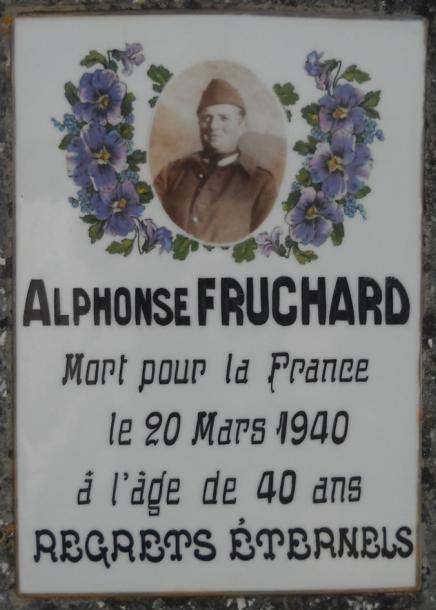 ALPHONSE FRUCHARD
Mort pour la France
le 20 Mars 1940
à l'âge de 40 ans
REGRETS ÉTERNELS